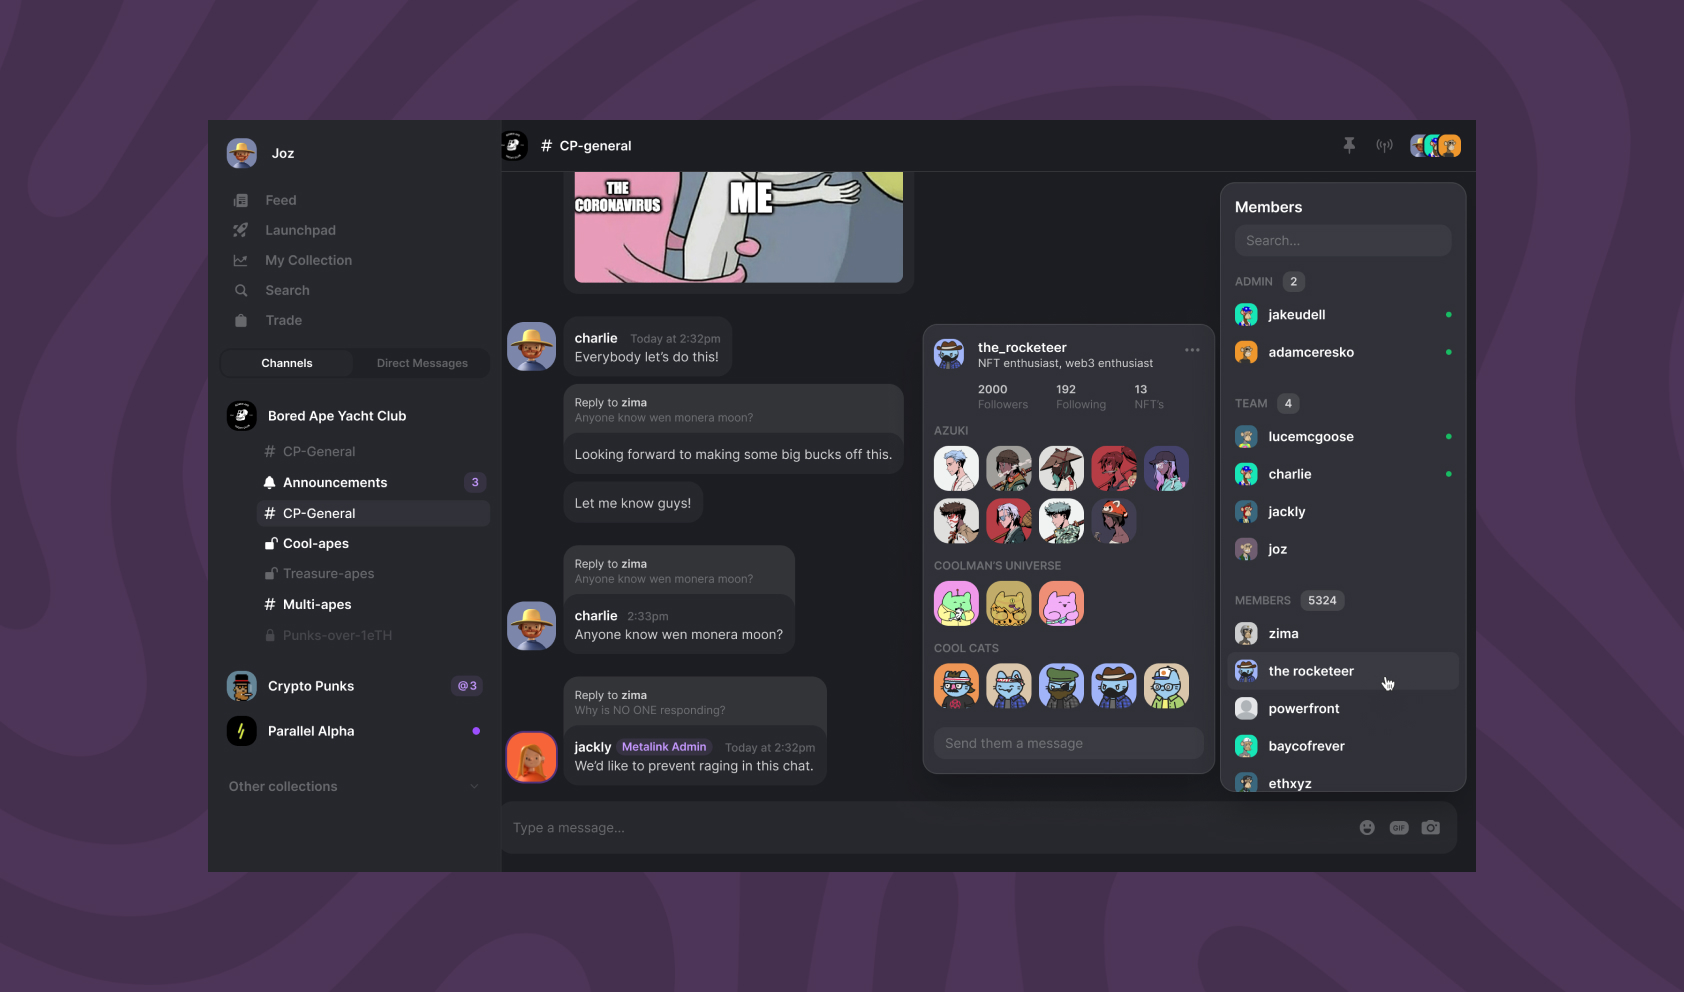 Joz
Feed
Launchpad
My Collection
Search
Trade
Channels
Direct Messages
Bored Ape Yacht Club
# CP-General
Announcements 3
# CP-General
Cool-apes
Treasure-apes
# Multi-apes
Punks-over-1eTH
Crypto Punks @3
Parallel Alpha
Other collections
# CP-general
THE
CORONAVIRUS
ME
charlie Today at 2:32pm
Everybody let's do this!
Reply to zima
Anyone know wen monera moon?
Looking forward to making some big bucks off this.
Let me know guys!
Reply to zima
Anyone know wen monera moon?
charlie 2:33pm
Anyone know wen monera moon?
Reply to zima
Why is NO ONE responding?
jackly Metalink Admin Today at 2:32pm
We'd like to prevent raging in this chat.
Type a message...
GIF
the_rocketeer
NFT enthusiast, web3 enthusiast
2000 192 13
Followers Following NFT's
AZUKI
COOLMAN'S UNIVERSE
COOL CATS
Send them a message
Members
Search...
ADMIN 2
jakeudell
adamceresko
TEAM 4
lucemcgoose
charlie
jackly
joz
MEMBERS 5324
zima
the rocketeer
powerfront
baycofrever
ethxyz